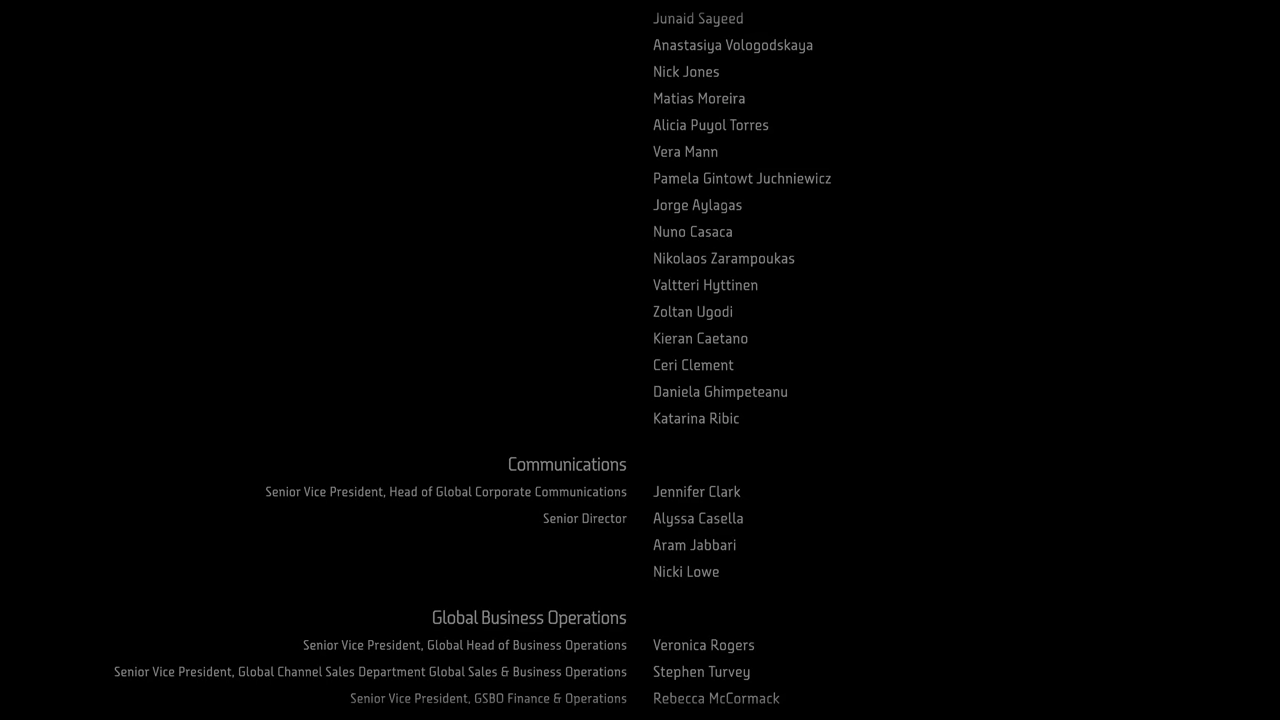 Junaid Sayeed
Anastasiya Vologodskaya
Nick Jones
Matias Moreira
Alicia Puyol Torres
Vera Mann
Pamela Gintowt Juchniewicz
Jorge Aylagas
Nuno Casaca
Nikolaos Zarampoukas
Valtteri Hyttinen
Zoltan Ugodi
Kieran Caetano
Ceri Clement
Daniela Ghimpeteanu
Katarina Ribic
Communications
Senior Vice President, Head of Global Corporate Communications Jennifer Clark
Senior Director Alyssa Casella
Aram Jabbari
Nicki Lowe
Global Business Operations
Senior Vice President, Global Head of Business Operations Veronica Rogers
Senior Vice President, Global Channel Sales Department Global Sales & Business Operations Stephen Turvey
Senior Vice President, GSBO Finance & Operations Rebecca McCormack